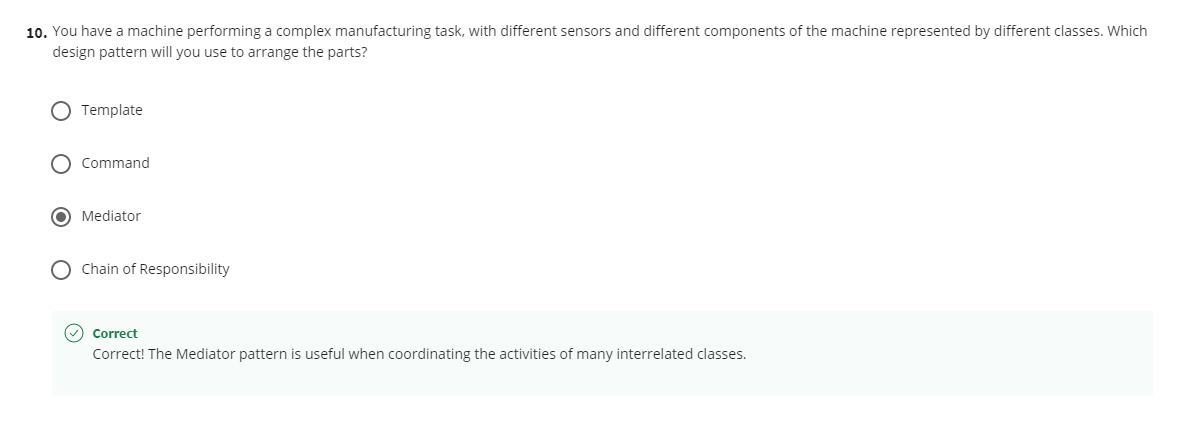 10. You have a machine performing a complex manufacturing task, with different sensors and different components of the machine represented by different classes. Which
design pattern will you use to arrange the parts?
Template
Command
Mediator
Chain of Responsibility
Correct
Correct! The Mediator pattern is useful when coordinating the activities of many interrelated classes.